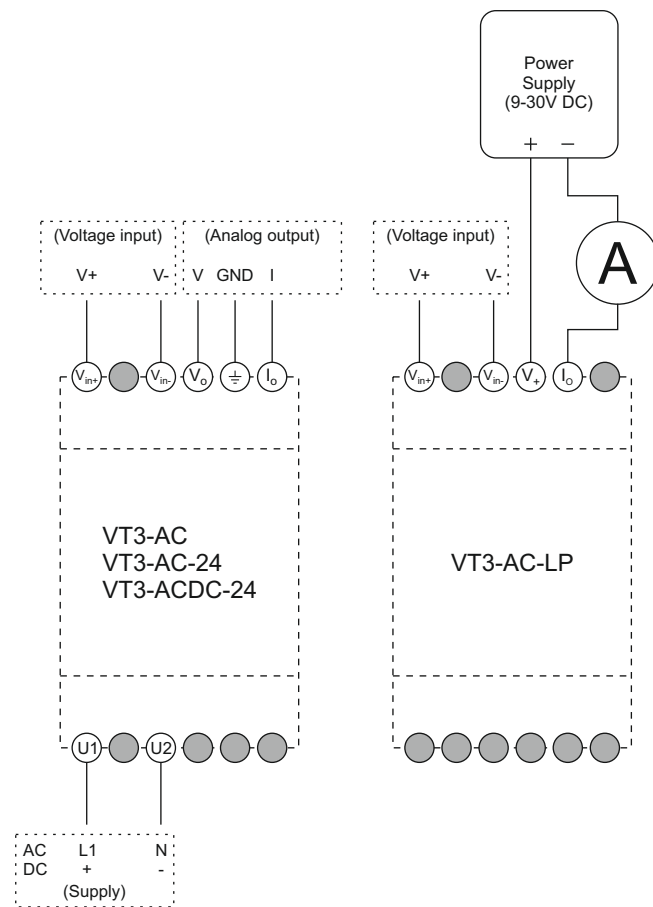 Power
Supply
(9-30V DC)
+ −
(Voltage input) (Analog output) (Voltage input)
V+ V- V GND I V+ V-
A
Vin+ Vin- Vo Io Vin+ Vin- V+ IO
VT3-AC
VT3-AC-24
VT3-ACDC-24
VT3-AC-LP
U1 U2
AC L1 N
DC + -
(Supply)